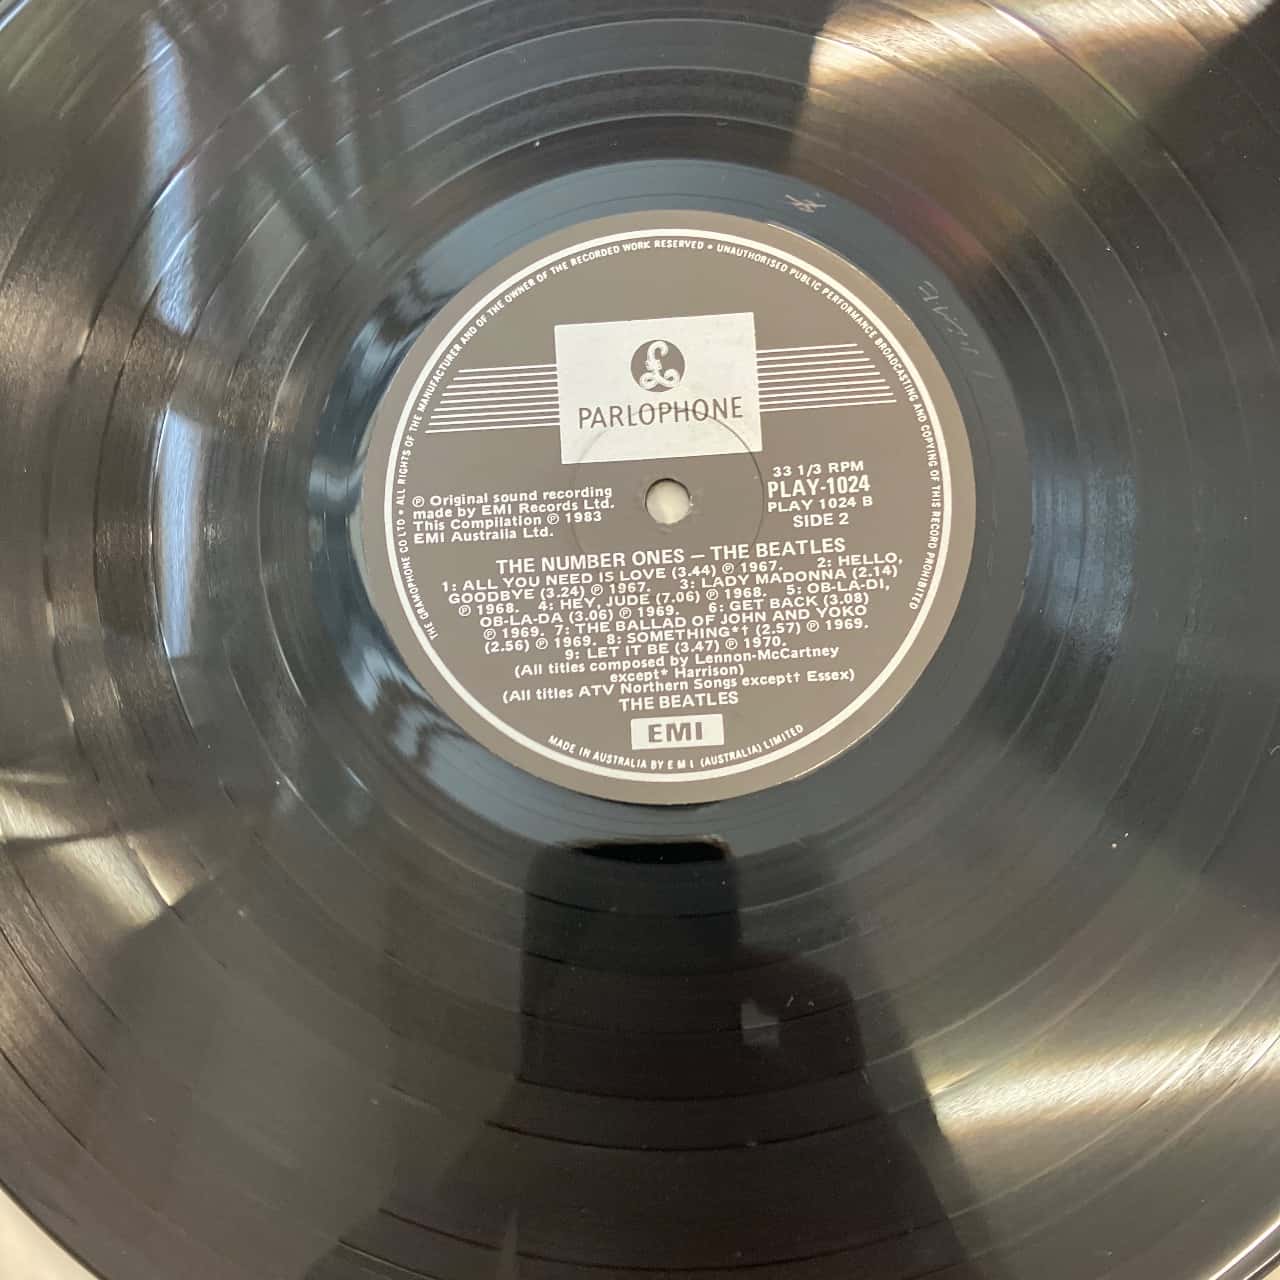 THE GRAMOPHONE CO LTD • ALL RIGHTS OF THE MANUFACTURER AND OF THE OWNER OF THE RECORDED WORK RESERVED • UNAUTHORISED PUBLIC PERFORMANCE BROADCASTING AND COPYING OF THIS RECORD PROHIBITED
£
PARLOPHONE
33 1/3 RPM
PLAY-1024
PLAY 1024 B
SIDE 2
℗ Original sound recording
made by EMI Records Ltd.
This Compilation ℗ 1983
EMI Australia Ltd.
THE NUMBER ONES – THE BEATLES
1: ALL YOU NEED IS LOVE (3.44) ℗ 1967. 2: HELLO,
GOODBYE (3.24) ℗ 1967. 3: LADY MADONNA (2.14)
℗ 1968. 4: HEY, JUDE (7.06) ℗ 1968. 5: OB-LA-DI,
OB-LA-DA (3.06) ℗ 1969. 6: GET BACK (3.08)
℗ 1969. 7: THE BALLAD OF JOHN AND YOKO
(2.56) ℗ 1969. 8: SOMETHING*† (2.57) ℗ 1969.
9: LET IT BE (3.47) ℗ 1970.
(All titles composed by Lennon-McCartney
except* Harrison)
(All titles ATV Northern Songs except† Essex)
THE BEATLES
EMI
MADE IN AUSTRALIA BY E M I (AUSTRALIA) LIMITED